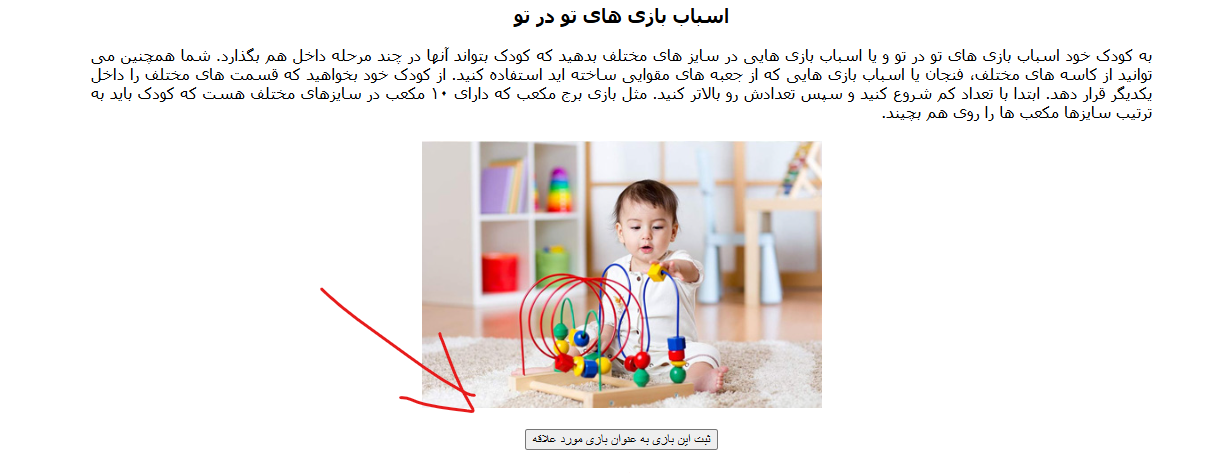 اسباب بازی های تو در تو
به کودک خود اسباب بازی های تو در تو و یا اسباب بازی هایی در سایز های مختلف بدهید که کودک بتواند آنها در چند مرحله داخل هم بگذارد. شما همچنین می
توانید از کاسه های مختلف، فنجان یا اسباب بازی هایی که از جعبه های مقوایی ساخته اید استفاده کنید. از کودک خود بخواهید که قسمت های مختلف را داخل
یکدیگر قرار دهد. ابتدا با تعداد کم شروع کنید و سپس تعدادش رو بالاتر کنید. مثل بازی برج مکعب که دارای ۱۰ مکعب در سایزهای مختلف هست که کودک باید به
ترتیب سایزها مکعب ها را روی هم بچیند.
ثبت این بازی به عنوان بازی مورد علاقه